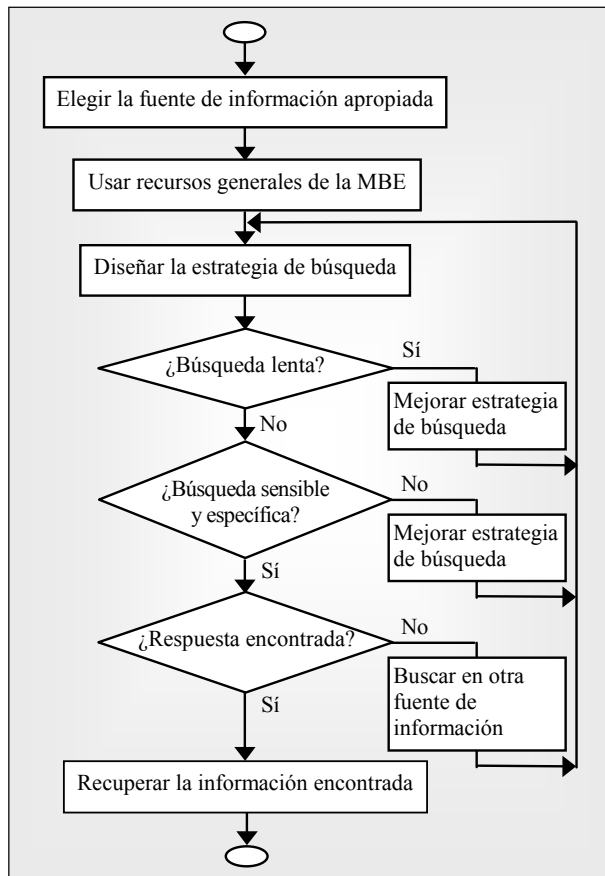 Elegir la fuente de información apropiada
Usar recursos generales de la MBE
Diseñar la estrategia de búsqueda
¿Búsqueda lenta?
Sí
Mejorar estrategia
de búsqueda
No
¿Búsqueda sensible
y específica?
No
Mejorar estrategia
de búsqueda
Sí
¿Respuesta encontrada?
No
Buscar en otra
fuente de
información
Sí
Recuperar la información encontrada